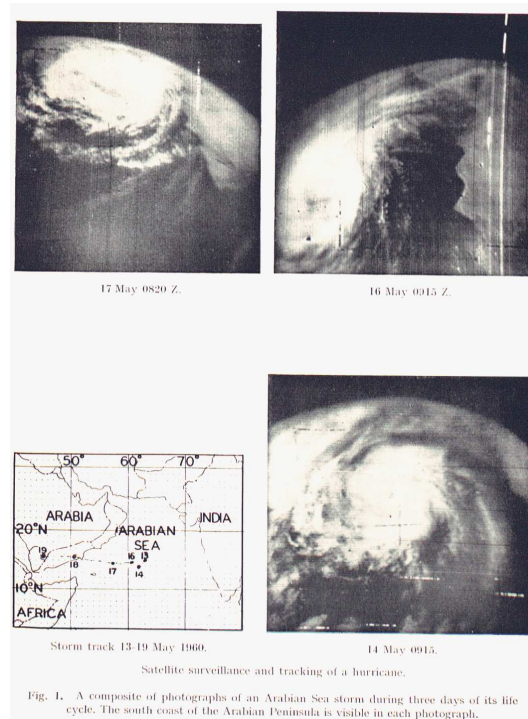 17 May 0820 Z.
16 May 0915 Z.
50° 60° 70°
ARABIA
INDIA
20°N
ARABIAN
SEA
19
18
17
16 13
14
10°N
AFRICA
Storm track 13-19 May 1960.
14 May 0915.
Satellite surveillance and tracking of a hurricane.
Fig. 1. A composite of photographs of an Arabian Sea storm during three days of its life
cycle. The south coast of the Arabian Peninsula is visible in each photograph.